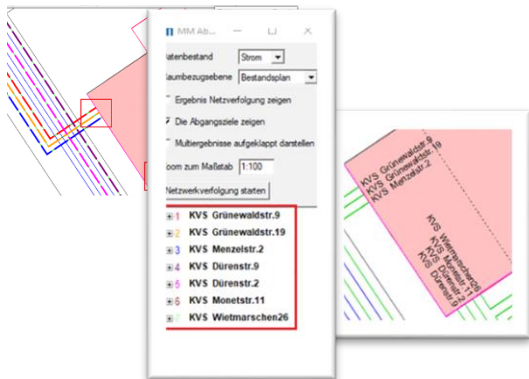 MM Ab...
Datenbestand Strom
Raumbezugsebene Bestandsplan
Ergebnis Netzverfolgung zeigen
Die Abgangsziele zeigen
Multiergebnisse aufgeklappt darstellen
Zoom zum Maßstab 1:100
Netzwerkverfolgung starten
1 KVS Grünewaldstr.9
2 KVS Grünewaldstr.19
3 KVS Menzelstr.2
4 KVS Dürenstr.9
5 KVS Dürenstr.2
6 KVS Monetstr.11
7 KVS Wietmarschen26
KVS Grünewaldstr.9
KVS Grünewaldstr.19
KVS Menzelstr.2
KVS Wietmarschen26
KVS Monetstr.11
KVS Dürenstr.2
KVS Dürenstr.9